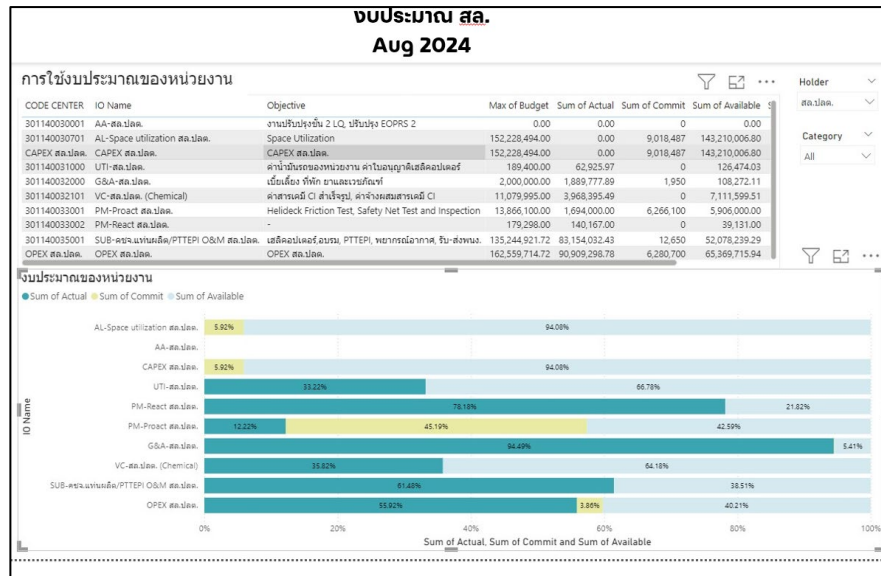 งบประมาณ สล.
Aug 2024
การใช้งบประมาณของหน่วยงาน
Holder
สล.ปลด.
Category
All
CODE CENTER IO Name Objective Max of Budget Sum of Actual Sum of Commit Sum of Available S
301140030001 AA-สล.ปลด. งานปรับปรุงชั้น 2 LQ, ปรับปรุง EOPRS 2 0.00 0.00 0 0.00
301140030701 AL-Space utilization สล.ปลด. Space Utilization 152,228,494.00 0.00 9,018,487 143,210,006.80
CAPEX สล.ปลด. CAPEX สล.ปลด. CAPEX สล.ปลด. 152,228,494.00 0.00 9,018,487 143,210,006.80
301140031000 UTI-สล.ปลด. ค่าน้ำมันรถของหน่วยงาน ค่าใบอนุญาติเฮลิคอปเตอร์ 189,400.00 62,925.97 0 126,474.03
301140032000 G&A-สล.ปลด. เบี้ยเลี้ยง ที่พัก ยาและเวชภัณฑ์ 2,000,000.00 1,889,777.89 1,950 108,272.11
301140032101 VC-สล.ปลด. (Chemical) ค่าสารเคมี CI สำเร็จรูป, ค่าจ้างผสมสารเคมี CI 11,079,995.00 3,968,395.49 0 7,111,599.51
301140033001 PM-Proact สล.ปลด. Helideck Friction Test, Safety Net Test and Inspection 13,866,100.00 1,694,000.00 6,266,100 5,906,000.00
301140033002 PM-React สล.ปลด. - 179,298.00 140,167.00 0 39,131.00
301140035001 SUB-คชจ.แท่นผลิต/PTTEPI O&M สล.ปลด. เฮลิคอปเตอร์,อบรม, PTTEPI, พยากรณ์อากาศ, รับ-ส่งพนง. 135,244,921.72 83,154,032.43 12,650 52,078,239.29
OPEX สล.ปลด. OPEX สล.ปลด. OPEX สล.ปลด. 162,559,714.72 90,909,298.78 6,280,700 65,369,715.94
งบประมาณของหน่วยงาน
Sum of Actual Sum of Commit Sum of Available
AL-Space utilization สล.ปลด. 5.92% 94.08%
AA-สล.ปลด.
CAPEX สล.ปลด. 5.92% 94.08%
UTI-สล.ปลด. 33.22% 66.78%
PM-React สล.ปลด. 78.18% 21.82%
PM-Proact สล.ปลด. 12.22% 45.19% 42.59%
G&A-สล.ปลด. 94.49% 5.41%
VC-สล.ปลด. (Chemical) 35.82% 64.18%
SUB-คชจ.แท่นผลิต/PTTEPI O&M สล.ปลด. 61.48% 38.51%
OPEX สล.ปลด. 55.92% 3.86% 40.21%
IO Name
0% 20% 40% 60% 80% 100%
Sum of Actual, Sum of Commit and Sum of Available